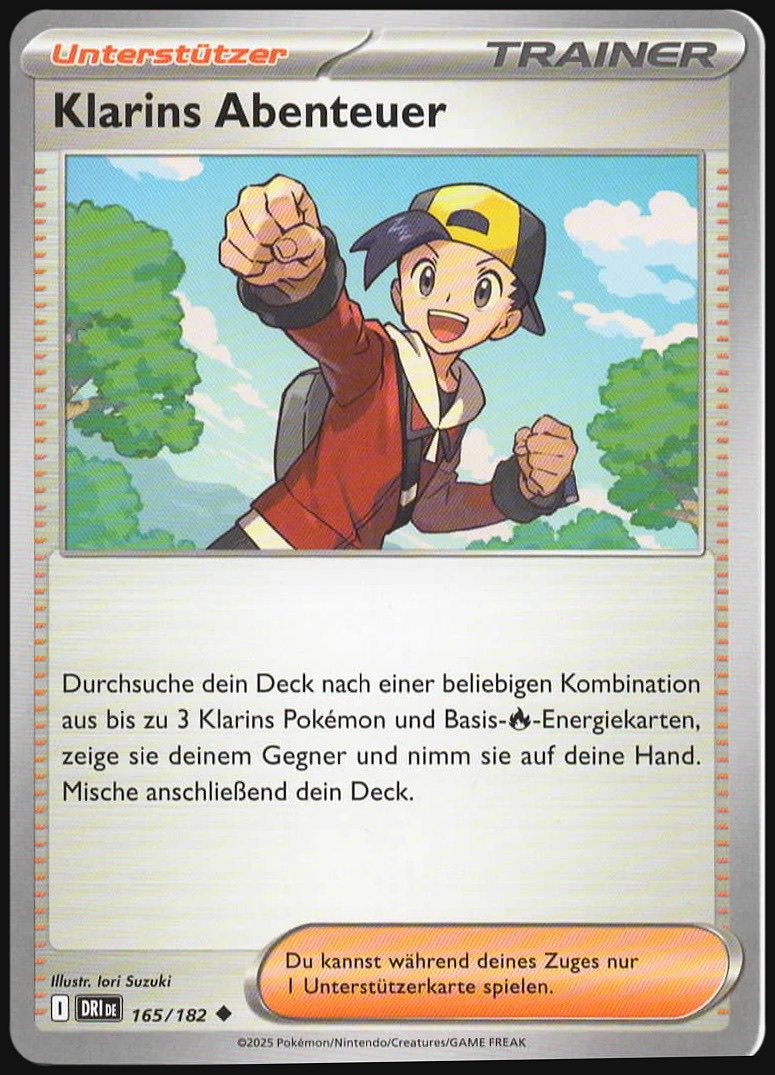 Unterstützer
TRAINER
Klarins Abenteuer
Durchsuche dein Deck nach einer beliebigen Kombination
aus bis zu 3 Klarins Pokémon und Basis-🔥-Energiekarten,
zeige sie deinem Gegner und nimm sie auf deine Hand.
Mische anschließend dein Deck.
Du kannst während deines Zuges nur
1 Unterstützerkarte spielen.
Illustr. Iori Suzuki
I DRI DE 165/182 ◆
©2025 Pokémon/Nintendo/Creatures/GAME FREAK